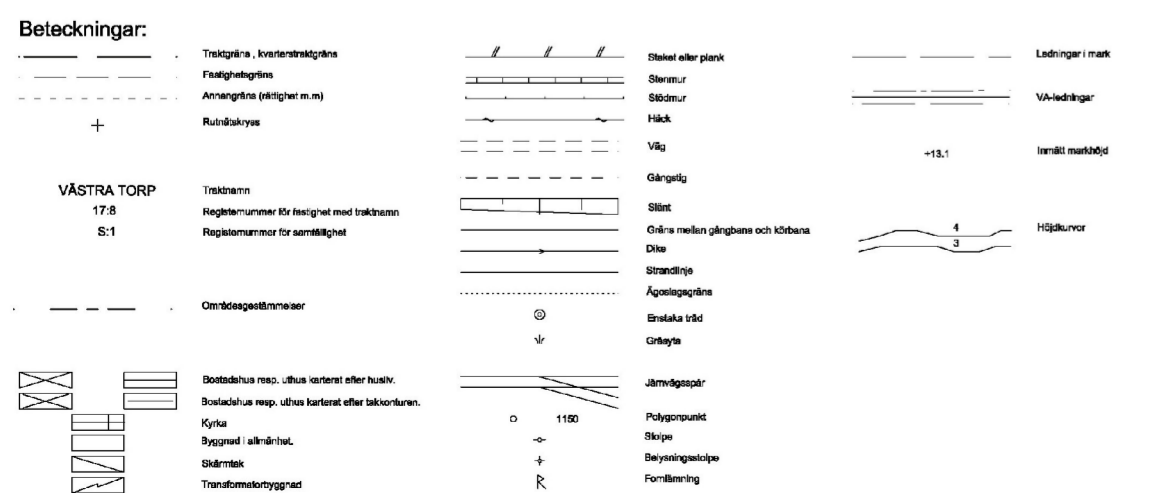 Beteckningar:
Traktgräns , kvarterstraktgräns
Fastighetsgräns
Annangräns (rättighet m.m)
Rutnätskryss
VÄSTRA TORP
Traktnamn
17:8
Registernummer för fastighet med traktnamn
S:1
Registernummer för samfällighet
Områdesgestämmelser
Bostadshus resp. uthus karterat efter husliv.
Bostadshus resp. uthus karterat efter takkonturen.
Kyrka
Byggnad i allmänhet.
Skärmtak
Transformatorbyggnad
Staket eller plank
Stenmur
Stödmur
Häck
Väg
Gångstig
Slänt
Gräns mellan gångbana och körbana
Dike
Strandlinje
Ägoslagsgräns
Enstaka träd
Gräsyta
Järnvägsspår
1150
Polygonpunkt
Stolpe
Belysningsstolpe
Fornlämning
Ledningar i mark
VA-ledningar
+13.1
Inmätt markhöjd
4
3
Höjdkurvor